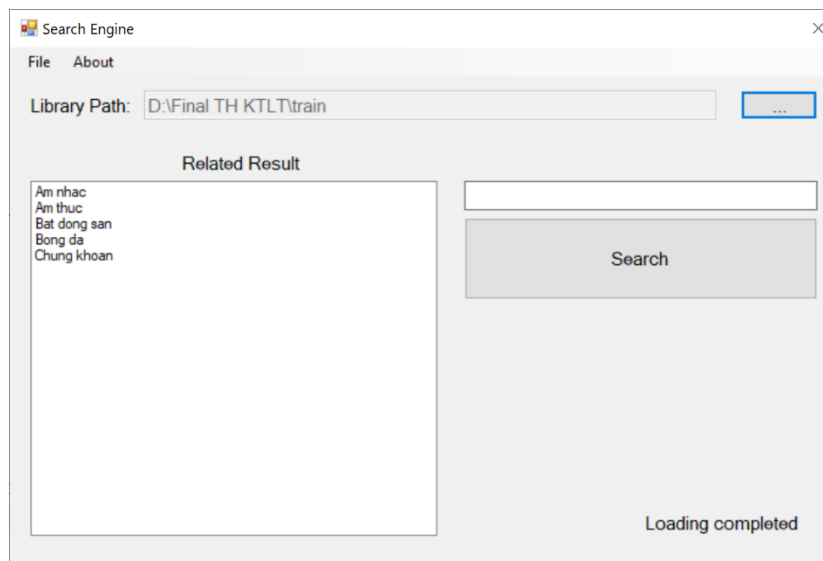 Search Engine
File About
Library Path: D:\Final TH KTLT\train ...
Related Result
Am nhac
Am thuc
Bat dong san
Bong da
Chung khoan
Search
Loading completed